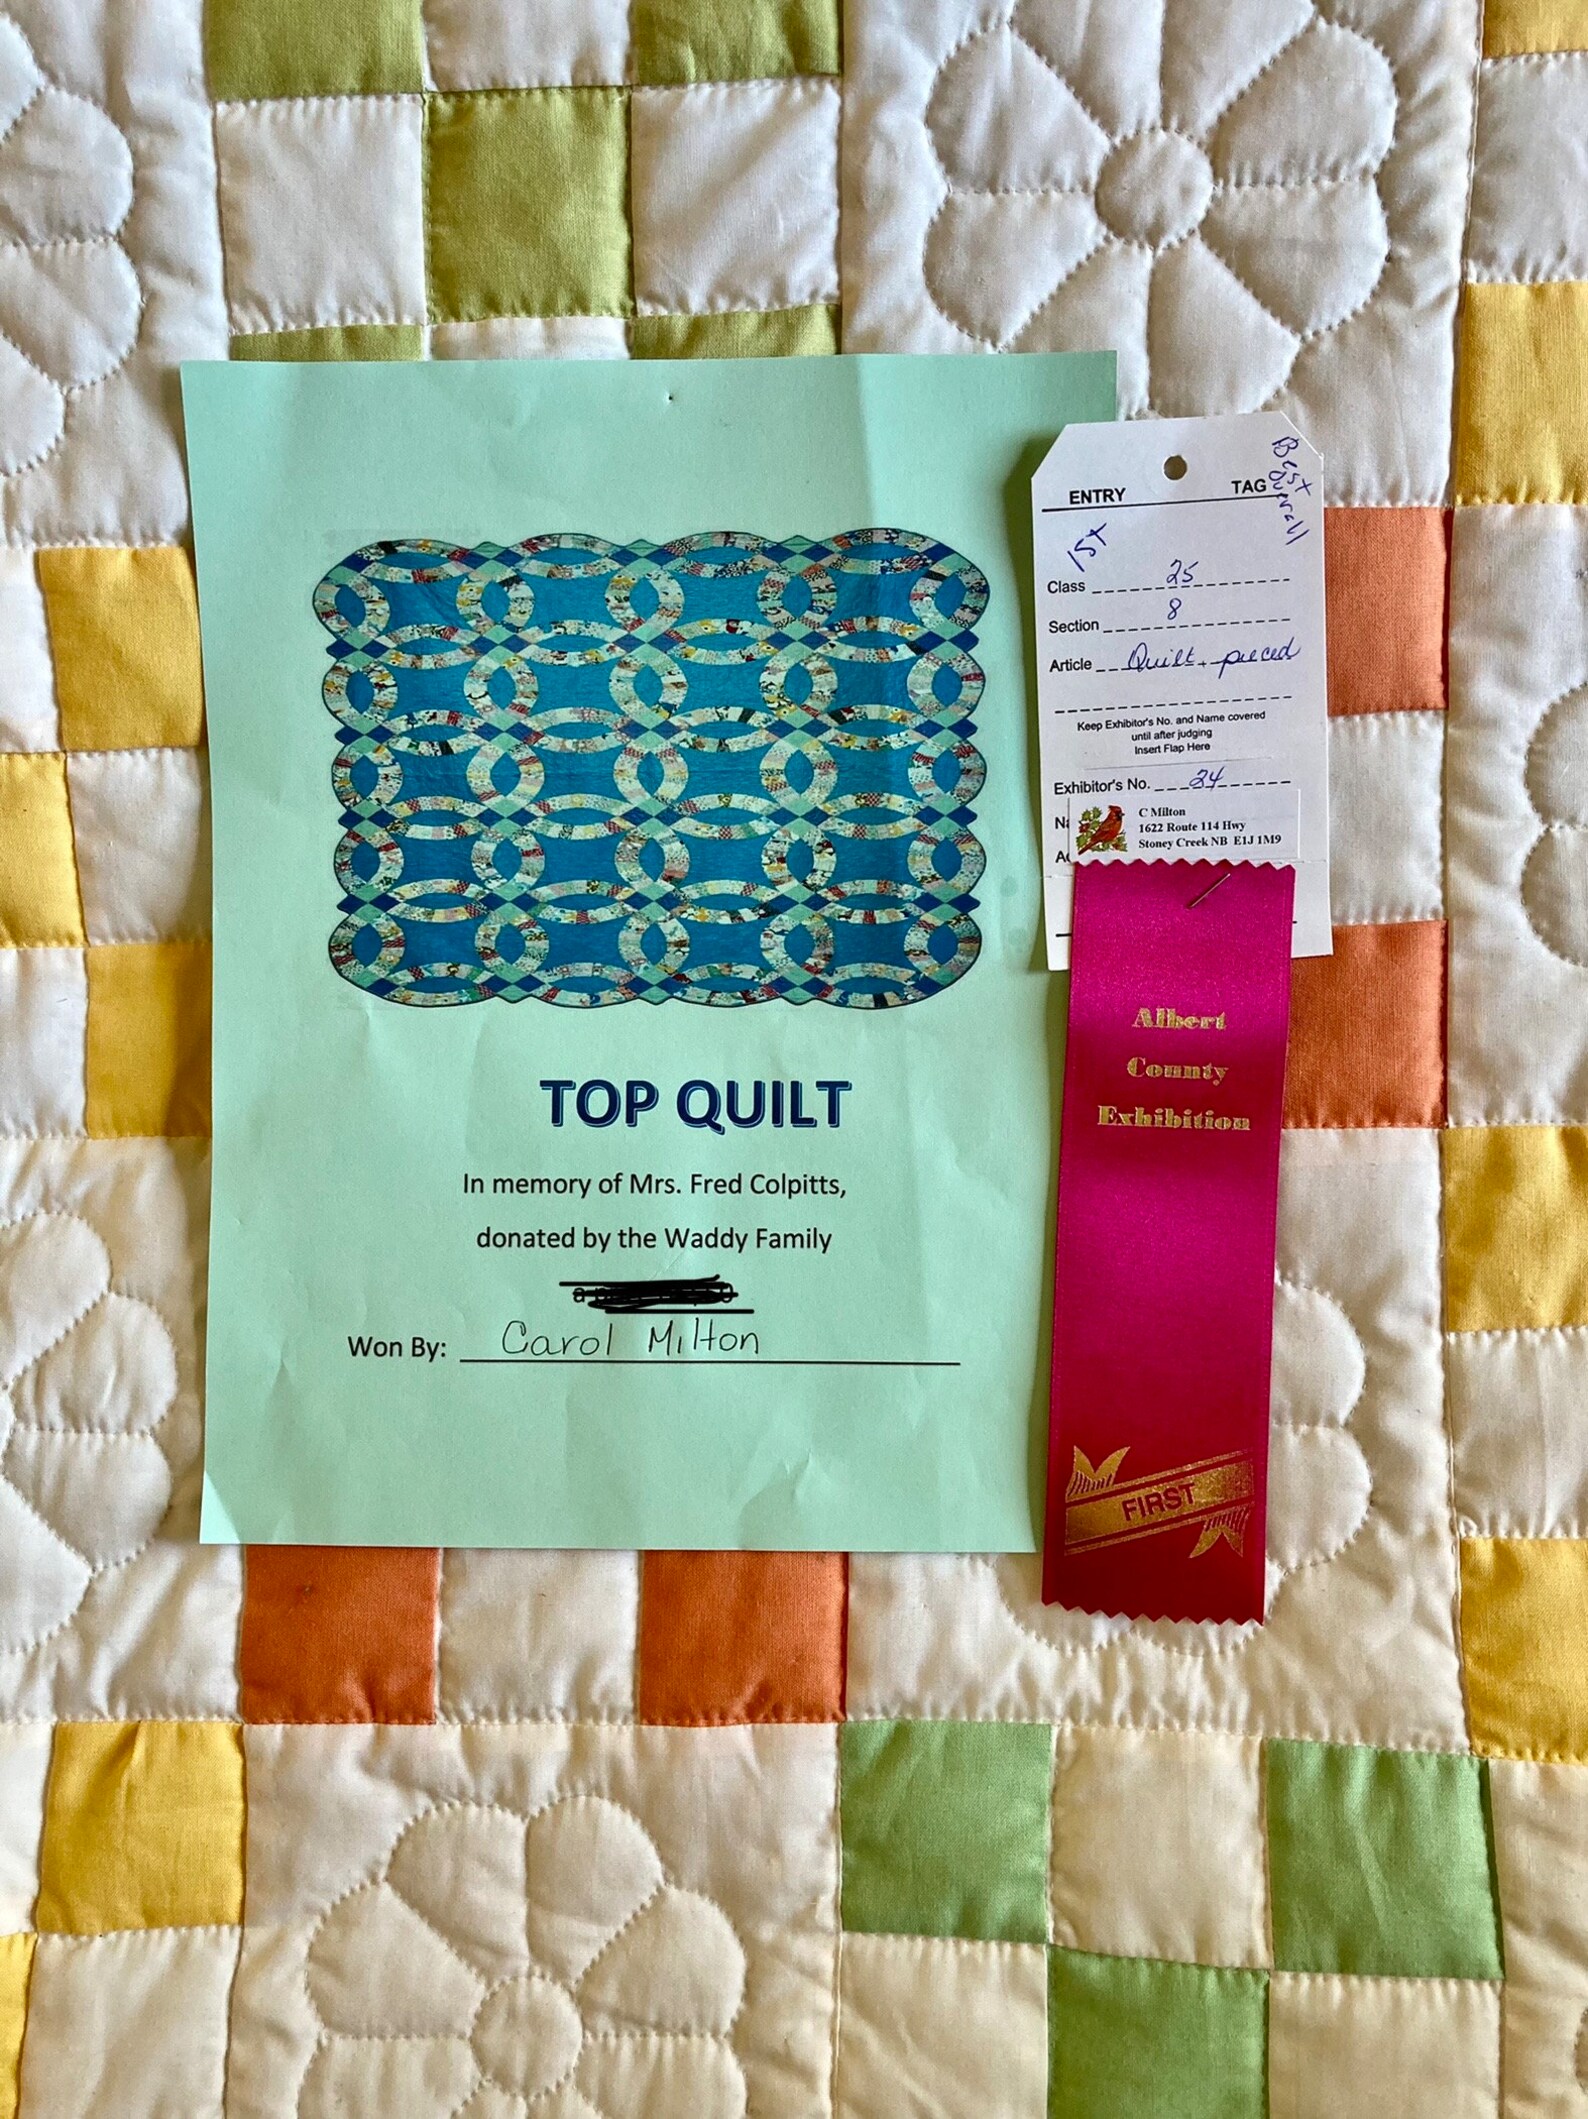 TOP QUILT
In memory of Mrs. Fred Colpitts,
donated by the Waddy Family
Won By: Carol Milton
ENTRY TAG
Best Overall
1st
Class 25
Section 8
Article Quilt, pieced
Keep Exhibitor's No. and Name covered
until after judging
Insert Flap Here
Exhibitor's No. 24
C Milton
1622 Route 114 Hwy
Stoney Creek NB E1J 1M9
Albert
County
Exhibition
FIRST